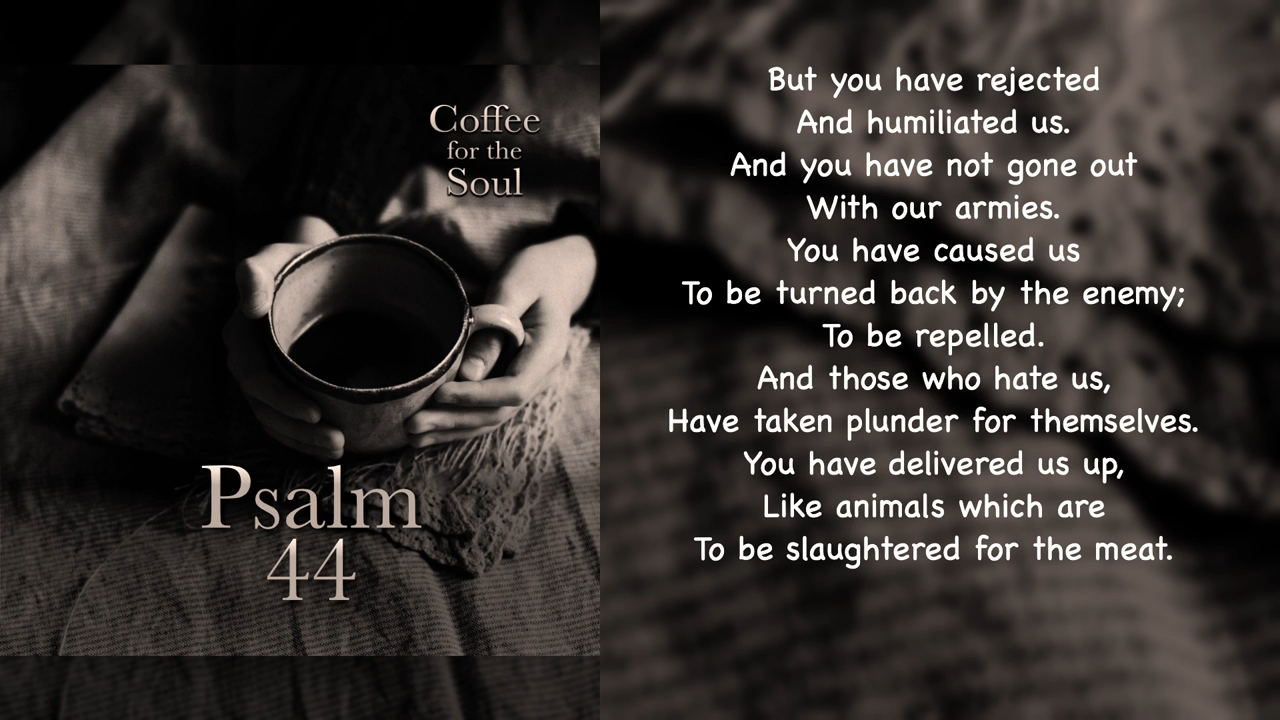 Coffee
for the
Soul
Psalm
44
But you have rejected
And humiliated us.
And you have not gone out
With our armies.
You have caused us
To be turned back by the enemy;
To be repelled.
And those who hate us,
Have taken plunder for themselves.
You have delivered us up,
Like animals which are
To be slaughtered for the meat.